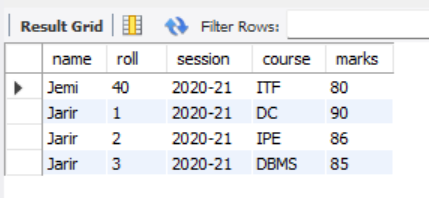 Result Grid Filter Rows:
name roll session course marks
Jemi 40 2020-21 ITF 80
Jarir 1 2020-21 DC 90
Jarir 2 2020-21 IPE 86
Jarir 3 2020-21 DBMS 85